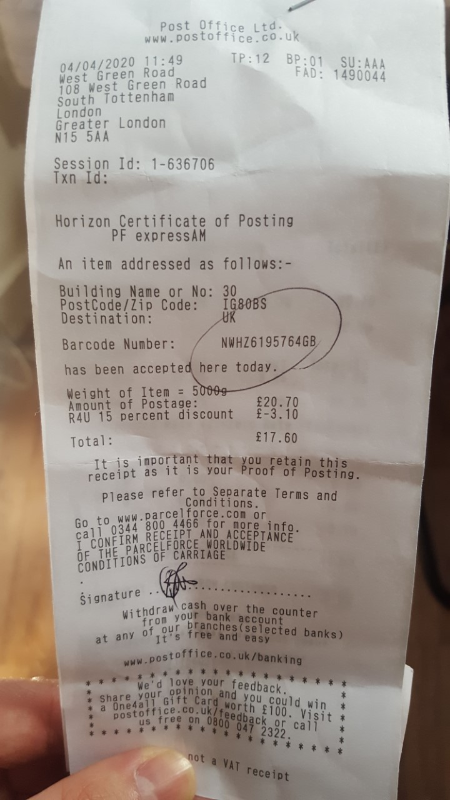 Post Office Ltd.
www.postoffice.co.uk
04/04/2020 11:49 TP:12 BP:01 SU:AAA
West Green Road FAD: 1490044
108 West Green Road
South Tottenham
London
Greater London
N15 5AA
Session Id: 1-636706
Txn Id:
Horizon Certificate of Posting
PF expressAM
An item addressed as follows:-
Building Name or No: 30
PostCode/Zip Code: IG80BS
Destination: UK
Barcode Number: NWHZ6195764GB
has been accepted here today.
Weight of Item = 5000g
Amount of Postage: £20.70
R4U 15 percent discount £-3.10
Total: £17.60
It is important that you retain this
receipt as it is your Proof of Posting.
Please refer to Separate Terms and
Conditions.
Go to www.parcelforce.com or
call 0344 800 4466 for more info.
I CONFIRM RECEIPT AND ACCEPTANCE
OF THE PARCELFORCE WORLDWIDE
CONDITIONS OF CARRIAGE
.
Signature ........................
Withdraw cash over the counter
from your bank account
at any of our branches(selected banks)
It's free and easy
www.postoffice.co.uk/banking
* * * * * * * * * * * * * * * * * * *
* We'd love your feedback. *
* Share your opinion and you could win *
* a One4all Gift Card worth £100. Visit *
* postoffice.co.uk/feedback or call *
* us free on 0800 047 2322. *
* * * * * * * * * * * * * * * * * * *
not a VAT receipt